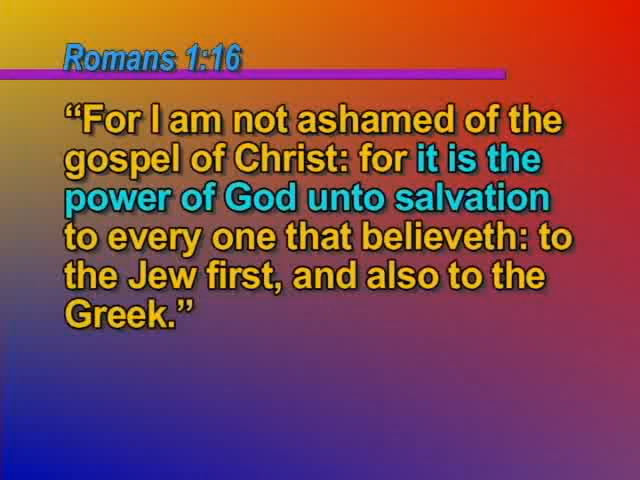 Romans 1:16
“For I am not ashamed of the
gospel of Christ: for it is the
power of God unto salvation
to every one that believeth: to
the Jew first, and also to the
Greek.”